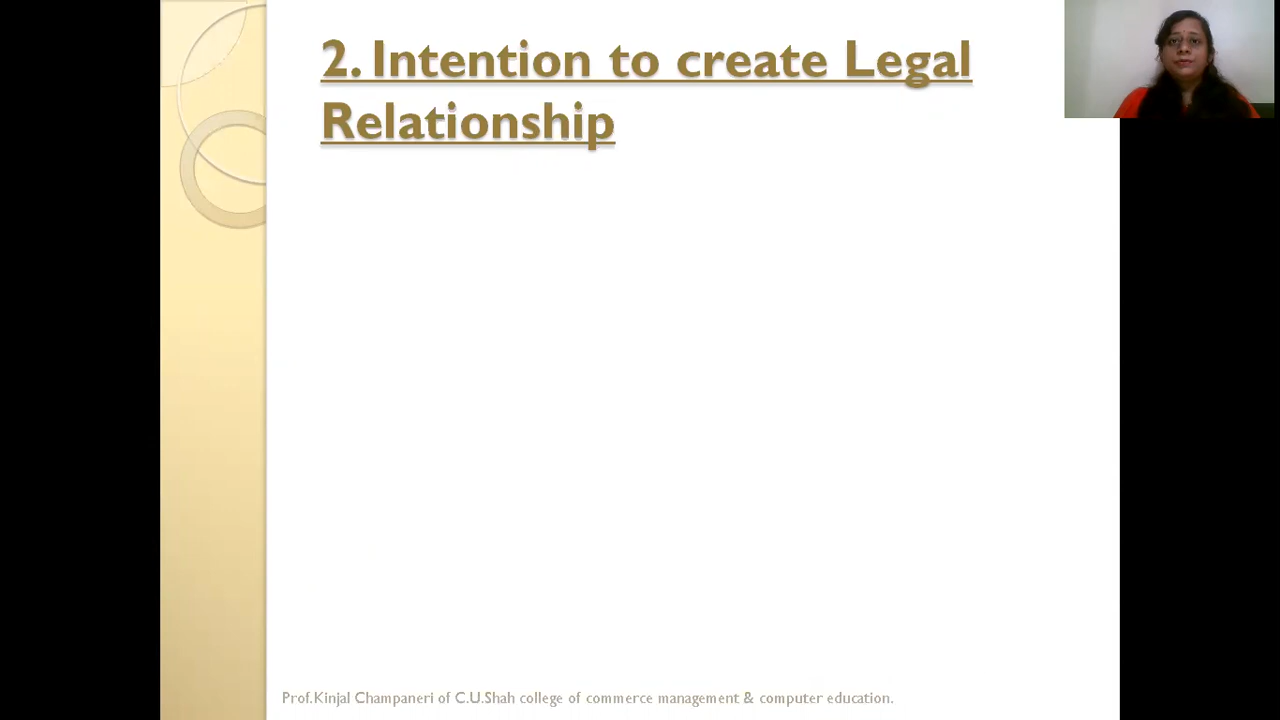 2. Intention to create Legal
Relationship
Prof.Kinjal Champaneri of C.U.Shah college of commerce management & computer education.